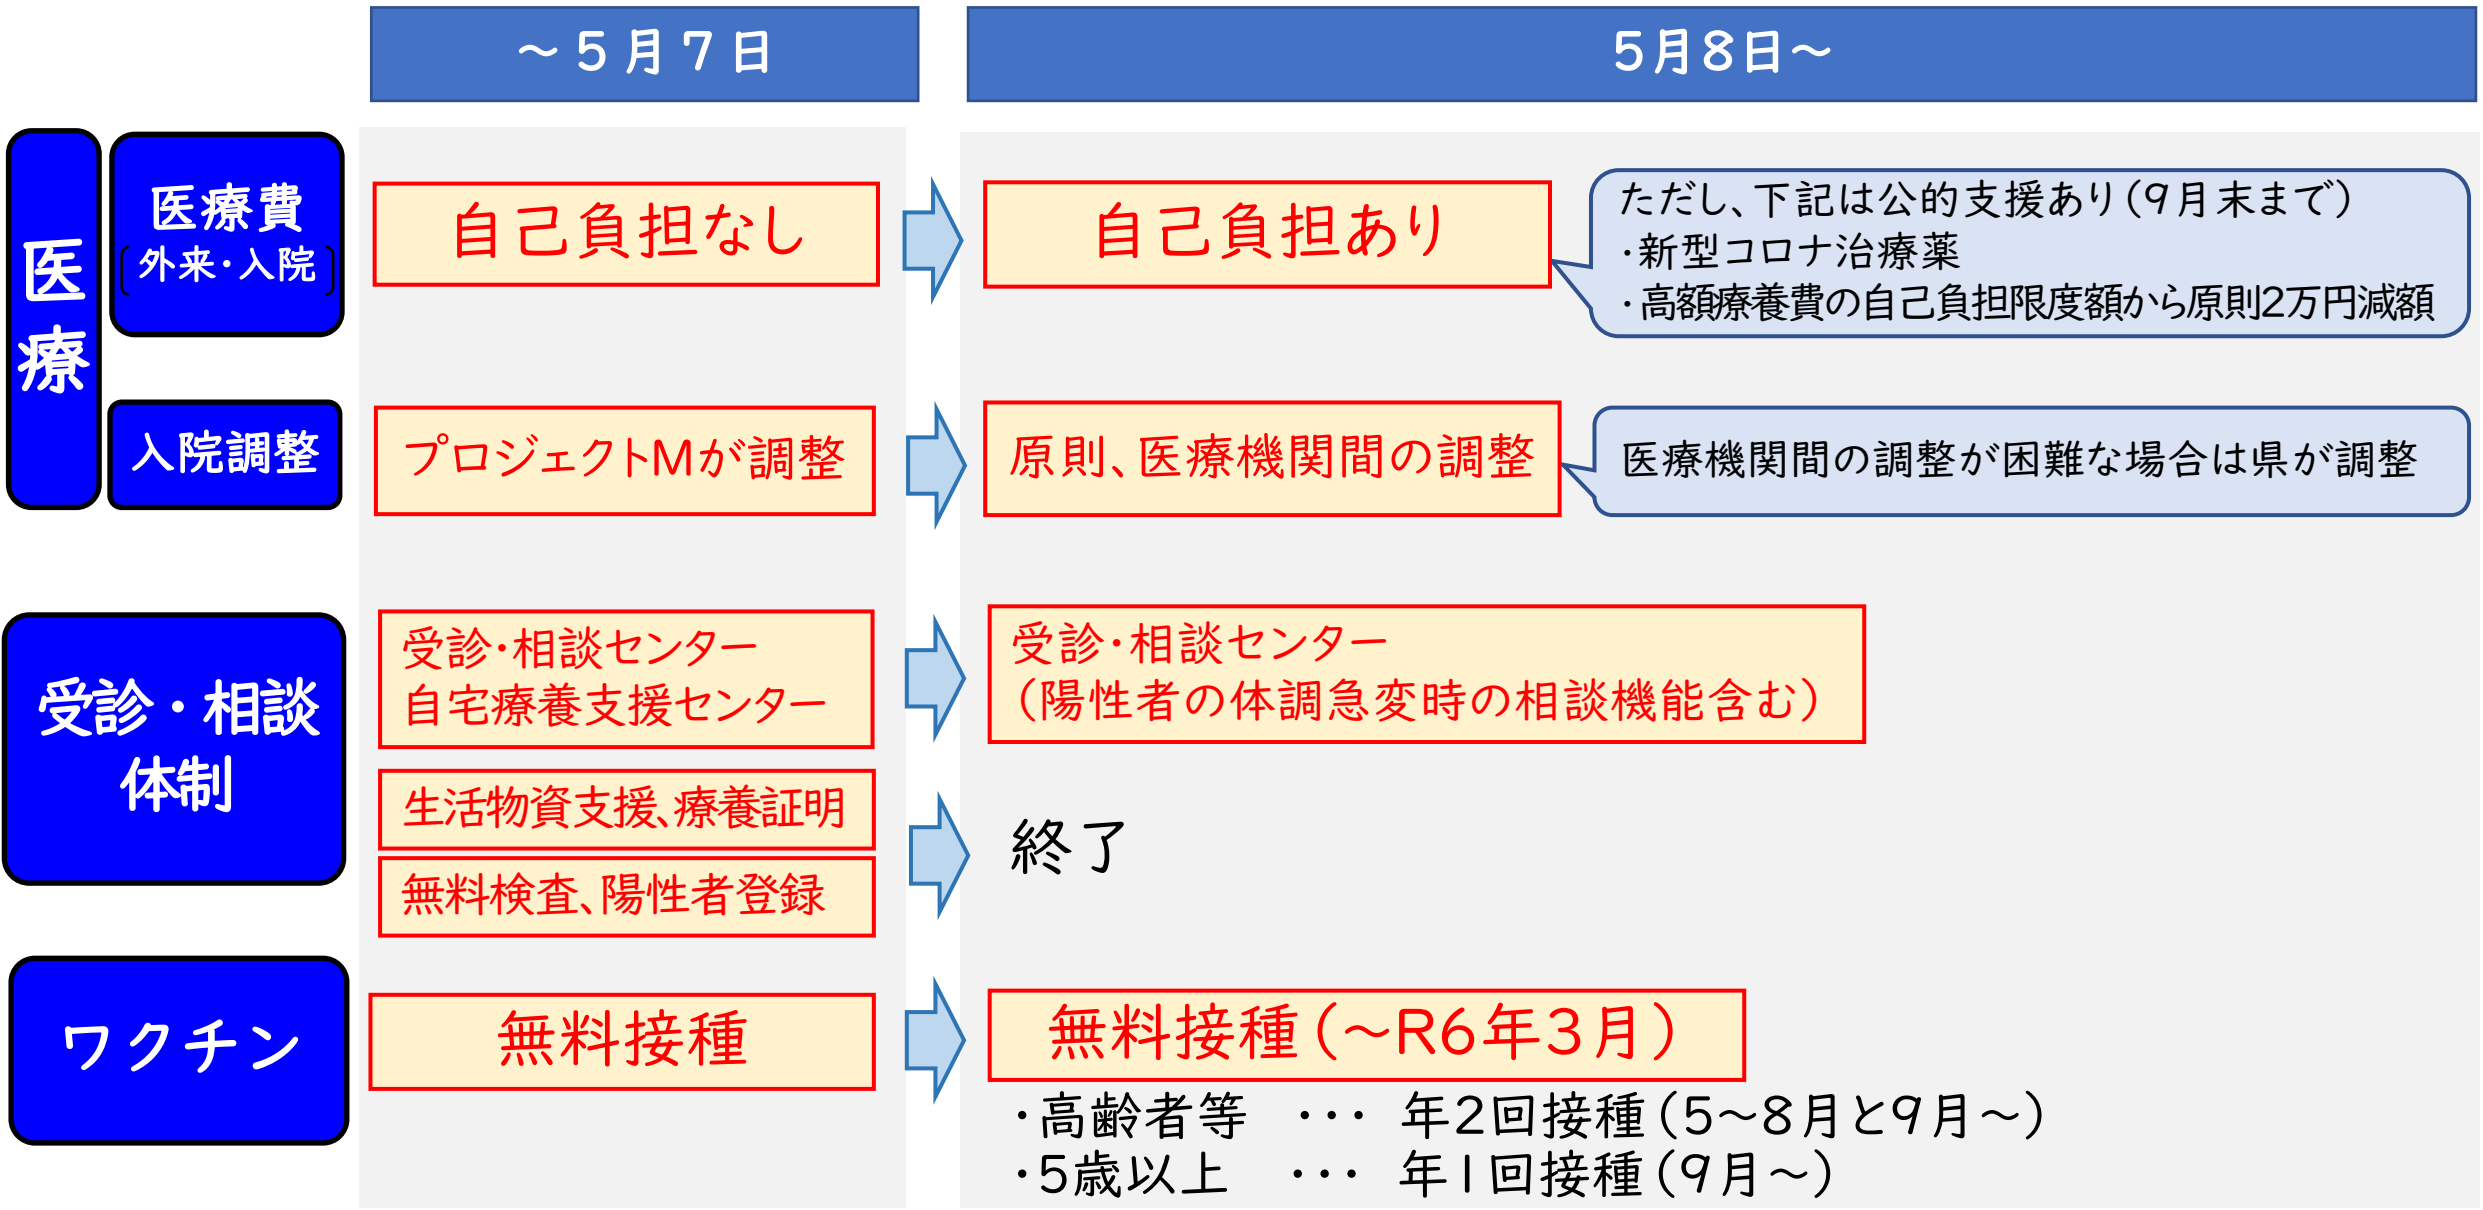 ~5月7日
5月8日~
医療
医療費
(外来・入院)
自己負担なし
自己負担あり
ただし、下記は公的支援あり(9月末まで)
・新型コロナ治療薬
・高額療養費の自己負担限度額から原則2万円減額
入院調整
プロジェクトMが調整
原則、医療機関間の調整
医療機関間の調整が困難な場合は県が調整
受診・相談
体制
受診・相談センター
自宅療養支援センター
受診・相談センター
(陽性者の体調急変時の相談機能含む)
生活物資支援、療養証明
無料検査、陽性者登録
終了
ワクチン
無料接種
無料接種(~R6年3月)
・高齢者等 ・・・ 年2回接種(5~8月と9月~)
・5歳以上 ・・・ 年1回接種(9月~)